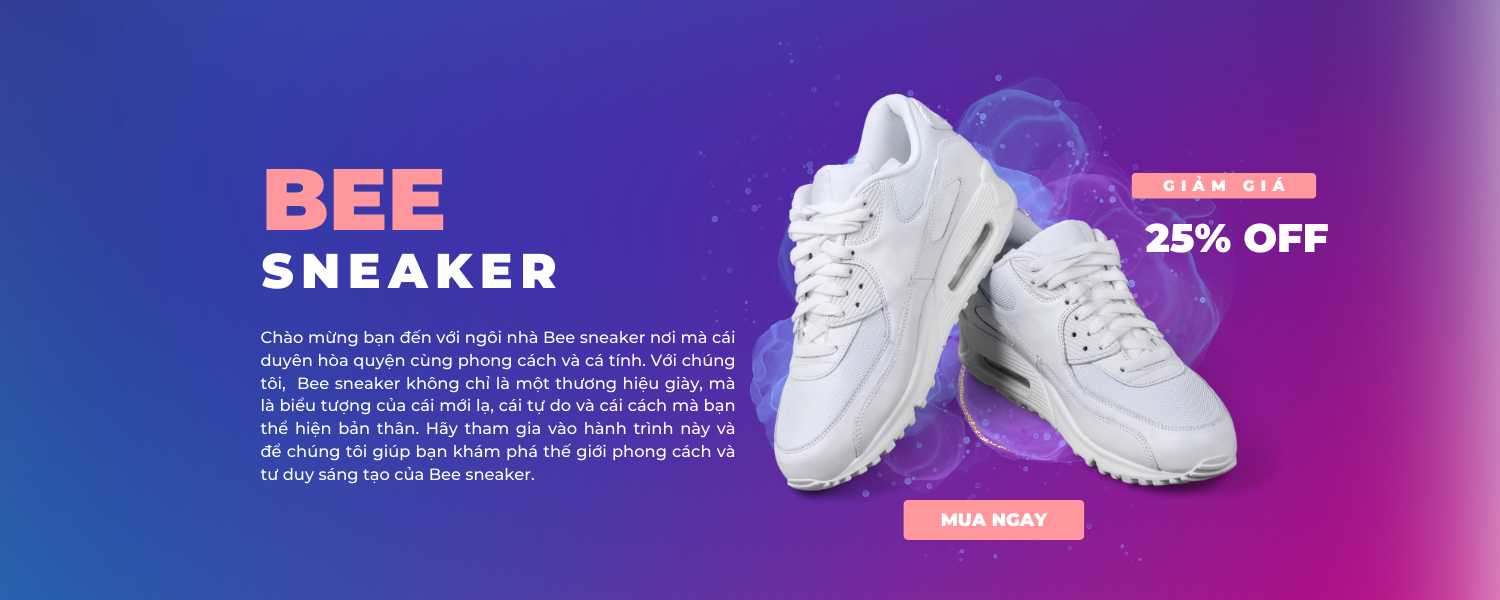 BEE
SNEAKER
Chào mừng bạn đến với ngôi nhà Bee sneaker nơi mà cái
duyên hòa quyện cùng phong cách và cá tính. Với chúng
tôi,  Bee sneaker không chỉ là một thương hiệu giày, mà
là biểu tượng của cái mới lạ, cái tự do và cái cách mà bạn
thể hiện bản thân. Hãy tham gia vào hành trình này và
để chúng tôi giúp bạn khám phá thế giới phong cách và
tư duy sáng tạo của Bee sneaker.
GIẢM GIÁ
25% OFF
MUA NGAY